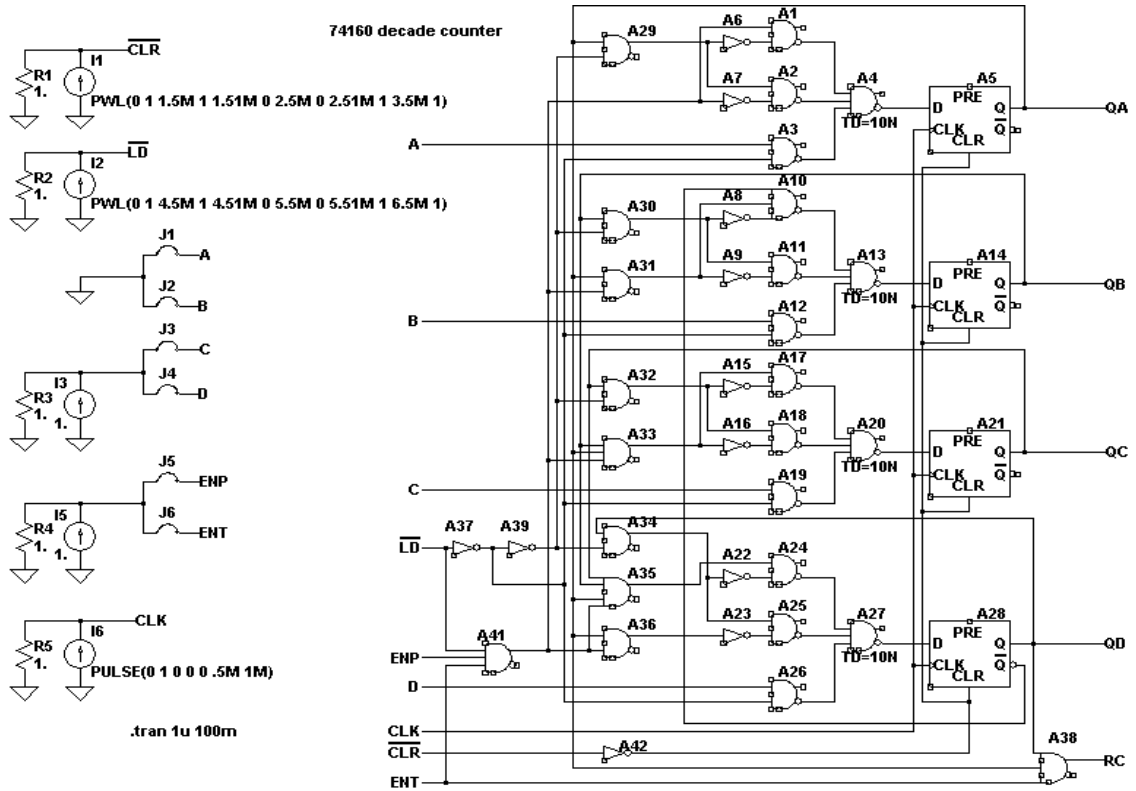 74160 decade counter
CLR
R1
1.
I1
PWL(0 1 1.5M 1 1.51M 0 2.5M 0 2.51M 1 3.5M 1)
LD
R2
1.
I2
PWL(0 1 4.5M 1 4.51M 0 5.5M 0 5.51M 1 6.5M 1)
J1
A
J2
B
J3
C
J4
D
R3
1.
I3
1.
J5
ENP
J6
ENT
R4
1.
I5
1.
CLK
R5
1.
I6
PULSE(0 1 0 0 0 .5M 1M)
.tran 1u 100m
A29
A6
A1
A7
A2
A4
TD=10N
A5
PRE
D
Q
CLK
Q
CLR
QA
A
A3
A30
A8
A10
A31
A9
A11
A13
TD=10N
A14
PRE
D
Q
CLK
Q
CLR
QB
B
A12
A32
A15
A17
A33
A16
A18
A20
TD=10N
A21
PRE
D
Q
CLK
Q
CLR
QC
C
A19
LD
A37
A39
A34
A22
A24
A35
A23
A25
A36
A27
TD=10N
A28
PRE
D
Q
CLK
Q
CLR
QD
A41
ENP
D
A26
CLK
CLR
A42
ENT
A38
RC